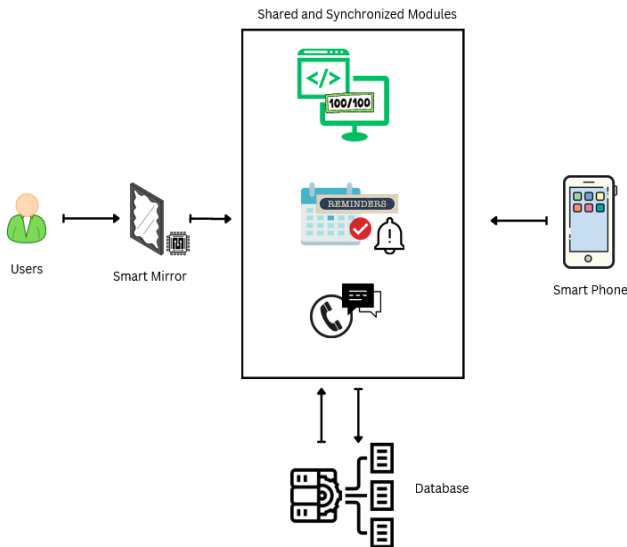 Shared and Synchronized Modules
</>
100/100
REMINDERS
Users
Smart Mirror
Smart Phone
Database